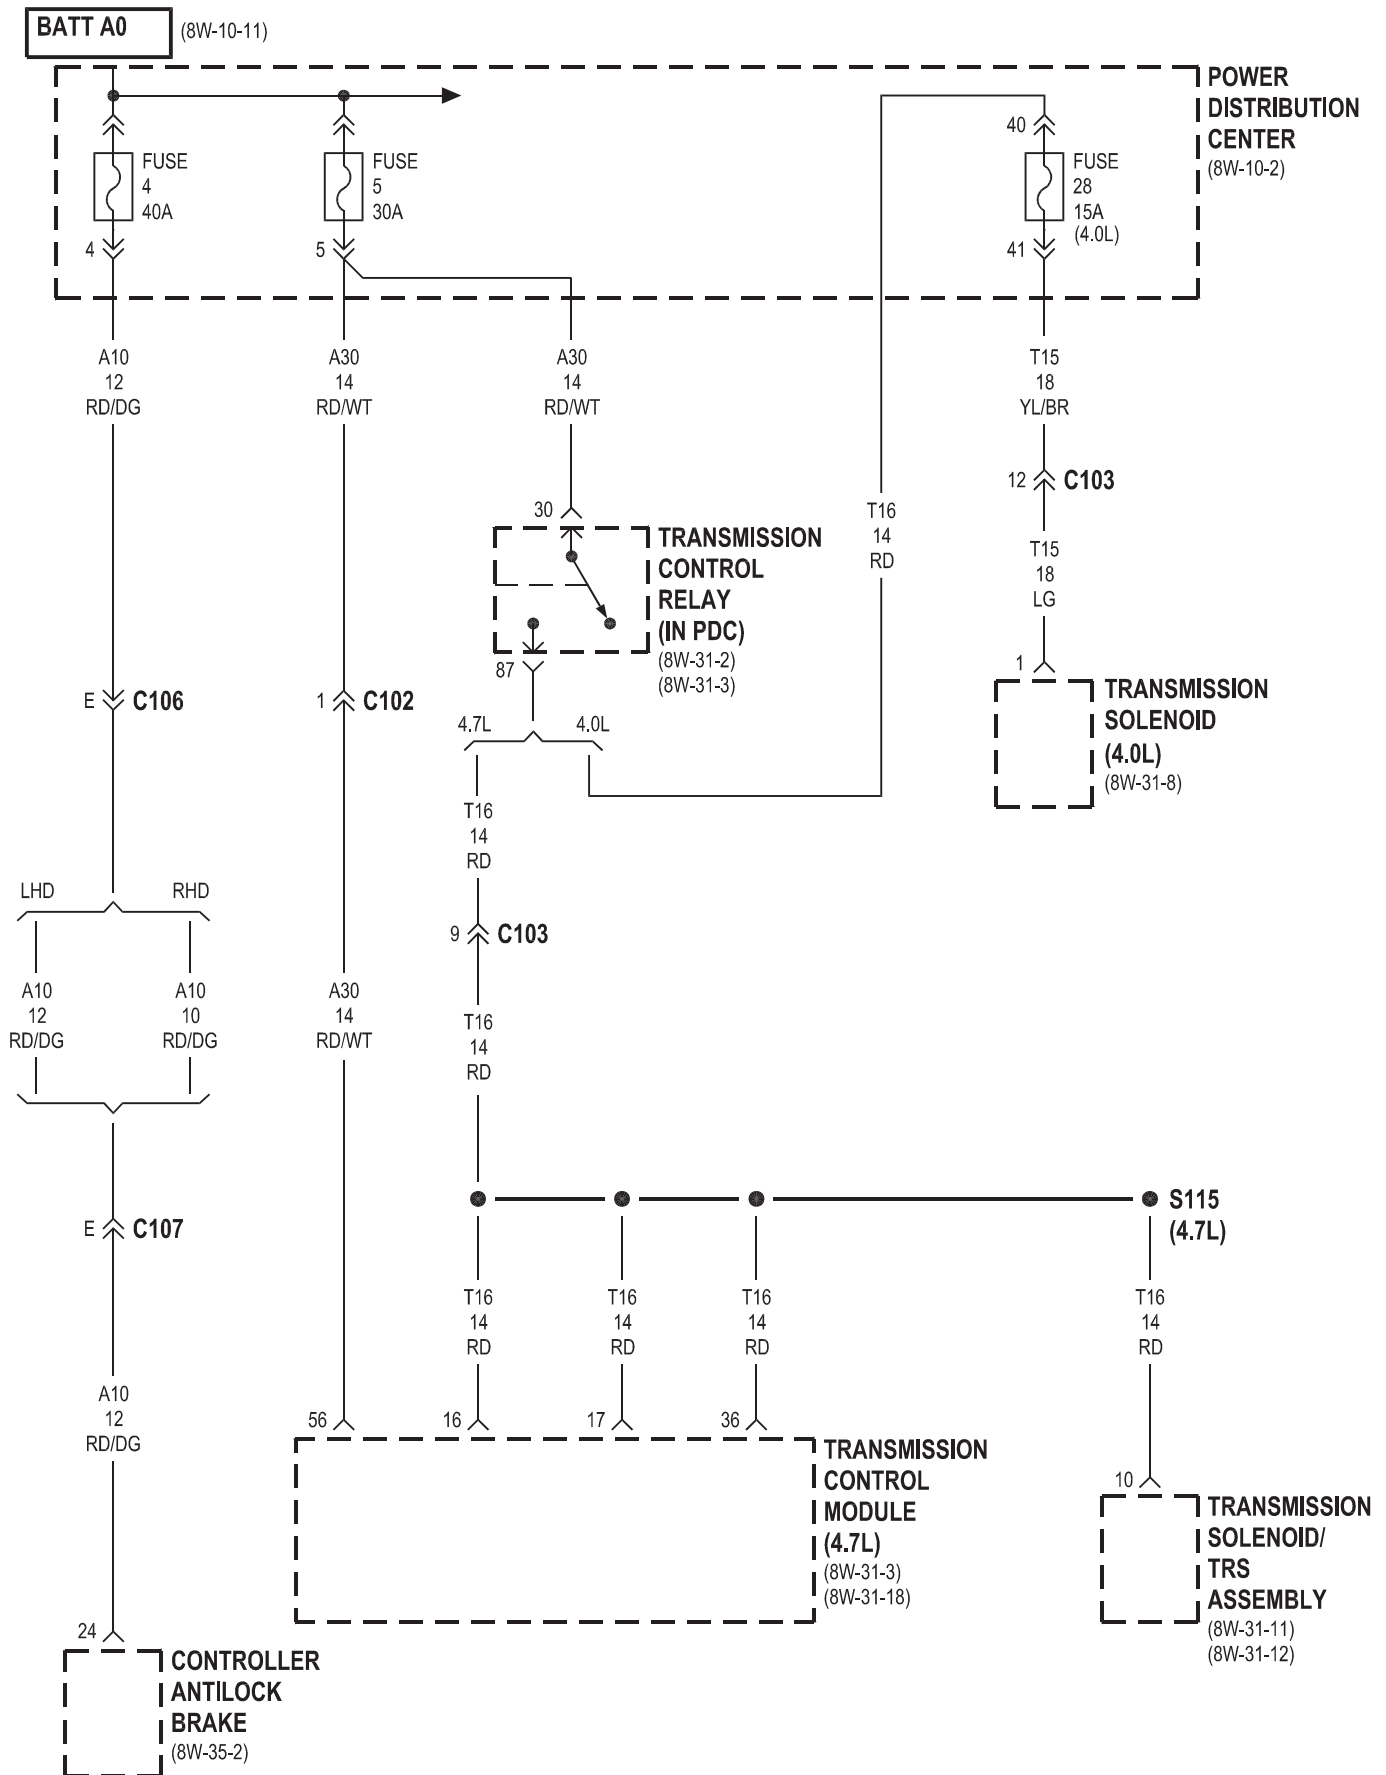 BATT A0
(8W-10-11)
POWER
DISTRIBUTION
CENTER
(8W-10-2)
FUSE
4
40A
4
FUSE
5
30A
5
40
FUSE
28
15A
(4.0L)
41
A10
12
RD/DG
A30
14
RD/WT
A30
14
RD/WT
T15
18
YL/BR
12
C103
T16
14
RD
T15
18
LG
30
TRANSMISSION
CONTROL
RELAY
(IN PDC)
(8W-31-2)
(8W-31-3)
87
1
TRANSMISSION
SOLENOID
(4.0L)
(8W-31-8)
E
C106
1
C102
4.7L
4.0L
T16
14
RD
LHD
RHD
9
C103
A10
12
RD/DG
A10
10
RD/DG
A30
14
RD/WT
T16
14
RD
S115
(4.7L)
E
C107
T16
14
RD
T16
14
RD
T16
14
RD
T16
14
RD
A10
12
RD/DG
56
16
17
36
TRANSMISSION
CONTROL
MODULE
(4.7L)
(8W-31-3)
(8W-31-18)
10
TRANSMISSION
SOLENOID/
TRS
ASSEMBLY
(8W-31-11)
(8W-31-12)
24
CONTROLLER
ANTILOCK
BRAKE
(8W-35-2)